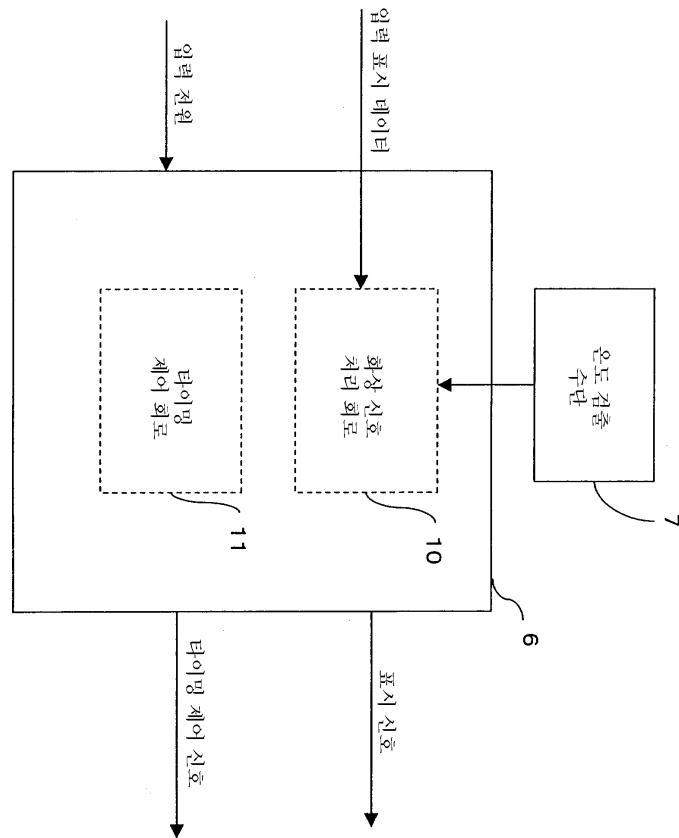 온도 검출
수단
7
입력 표시 데이터
화상 신호
처리 회로
10
6
표시 신호
입력 전원
타이밍
제어 회로
11
타이밍 제어 신호